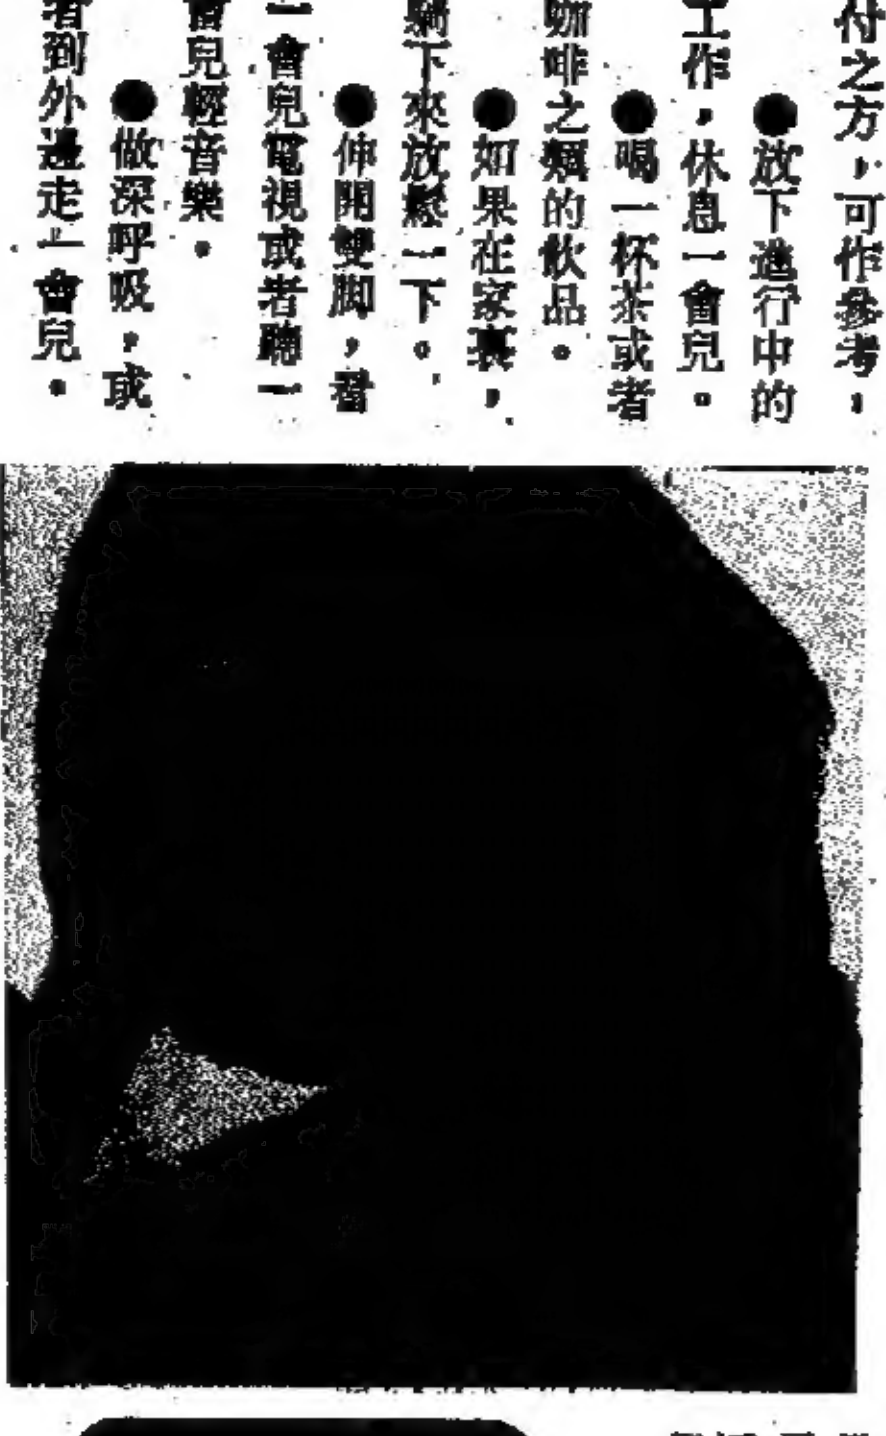 付之方，可作參考，
●放下進行中的
工作，休息一會兒。
●喝一杯茶或者
咖啡之類的飲品。
●如果在家裏，
躺下來放鬆一下。
●伸開雙脚，看
一會兒電視或者聽一
會兒輕音樂。
●做深呼吸，或
者到外邊走一會兒。